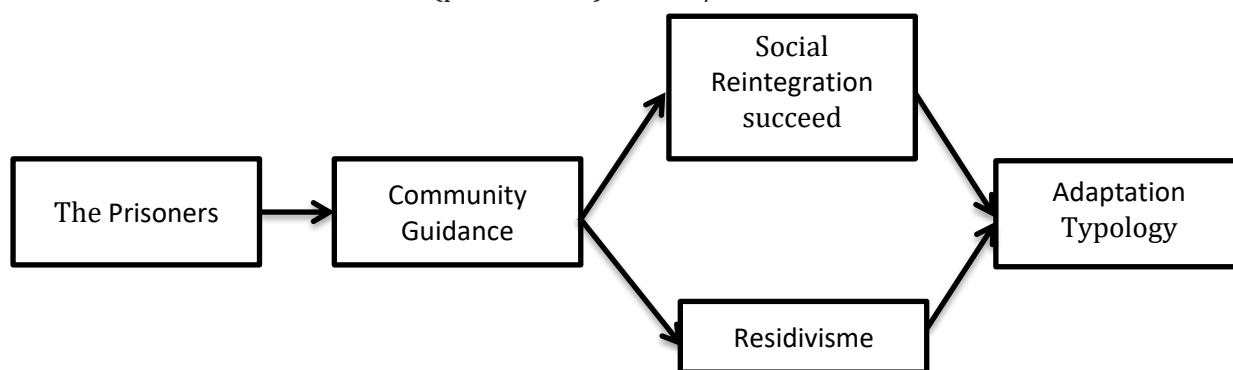 Social
Reintegration
succeed
The Prisoners
Community
Guidance
Adaptation
Typology
Residivisme